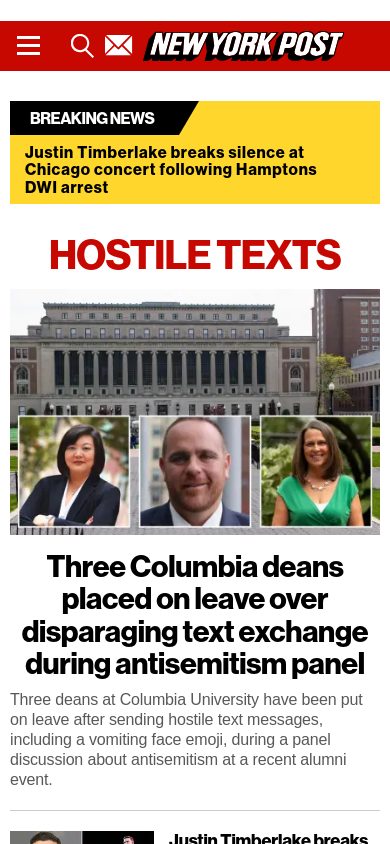 NEW YORK POST
BREAKING NEWS
Justin Timberlake breaks silence at
Chicago concert following Hamptons
DWI arrest
HOSTILE TEXTS
Three Columbia deans
placed on leave over
disparaging text exchange
during antisemitism panel
Three deans at Columbia University have been put
on leave after sending hostile text messages,
including a vomiting face emoji, during a panel
discussion about antisemitism at a recent alumni
event.
Justin Timberlake breaks